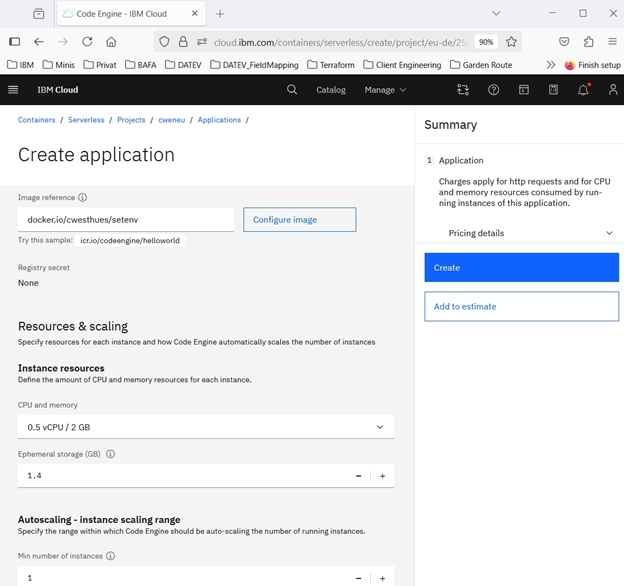 Code Engine - IBM Cloud
cloud.ibm.com/containers/serverless/create/project/eu-de/25
90%
IBM Minis Privat BAFA DATEV DATEV_FieldMapping Terraform Client Engineering Garden Route Finish setup
IBM Cloud Catalog Manage
Containers / Serverless / Projects / cweneu / Applications /
Create application
Image reference
docker.io/cwesthues/setenv
Configure image
Try this sample: icr.io/codeengine/helloworld
Registry secret
None
Resources & scaling
Specify resources for each instance and how Code Engine automatically scales the number of instances
Instance resources
Define the amount of CPU and memory resources for each instance.
CPU and memory
0.5 vCPU / 2 GB
Ephemeral storage (GB)
1.4
Autoscaling - instance scaling range
Specify the range within which Code Engine should be auto-scaling the number of running instances.
Min number of instances
1
Summary
1 Application
Charges apply for http requests and for CPU
and memory resources consumed by run-
ning instances of this application.
Pricing details
Create
Add to estimate